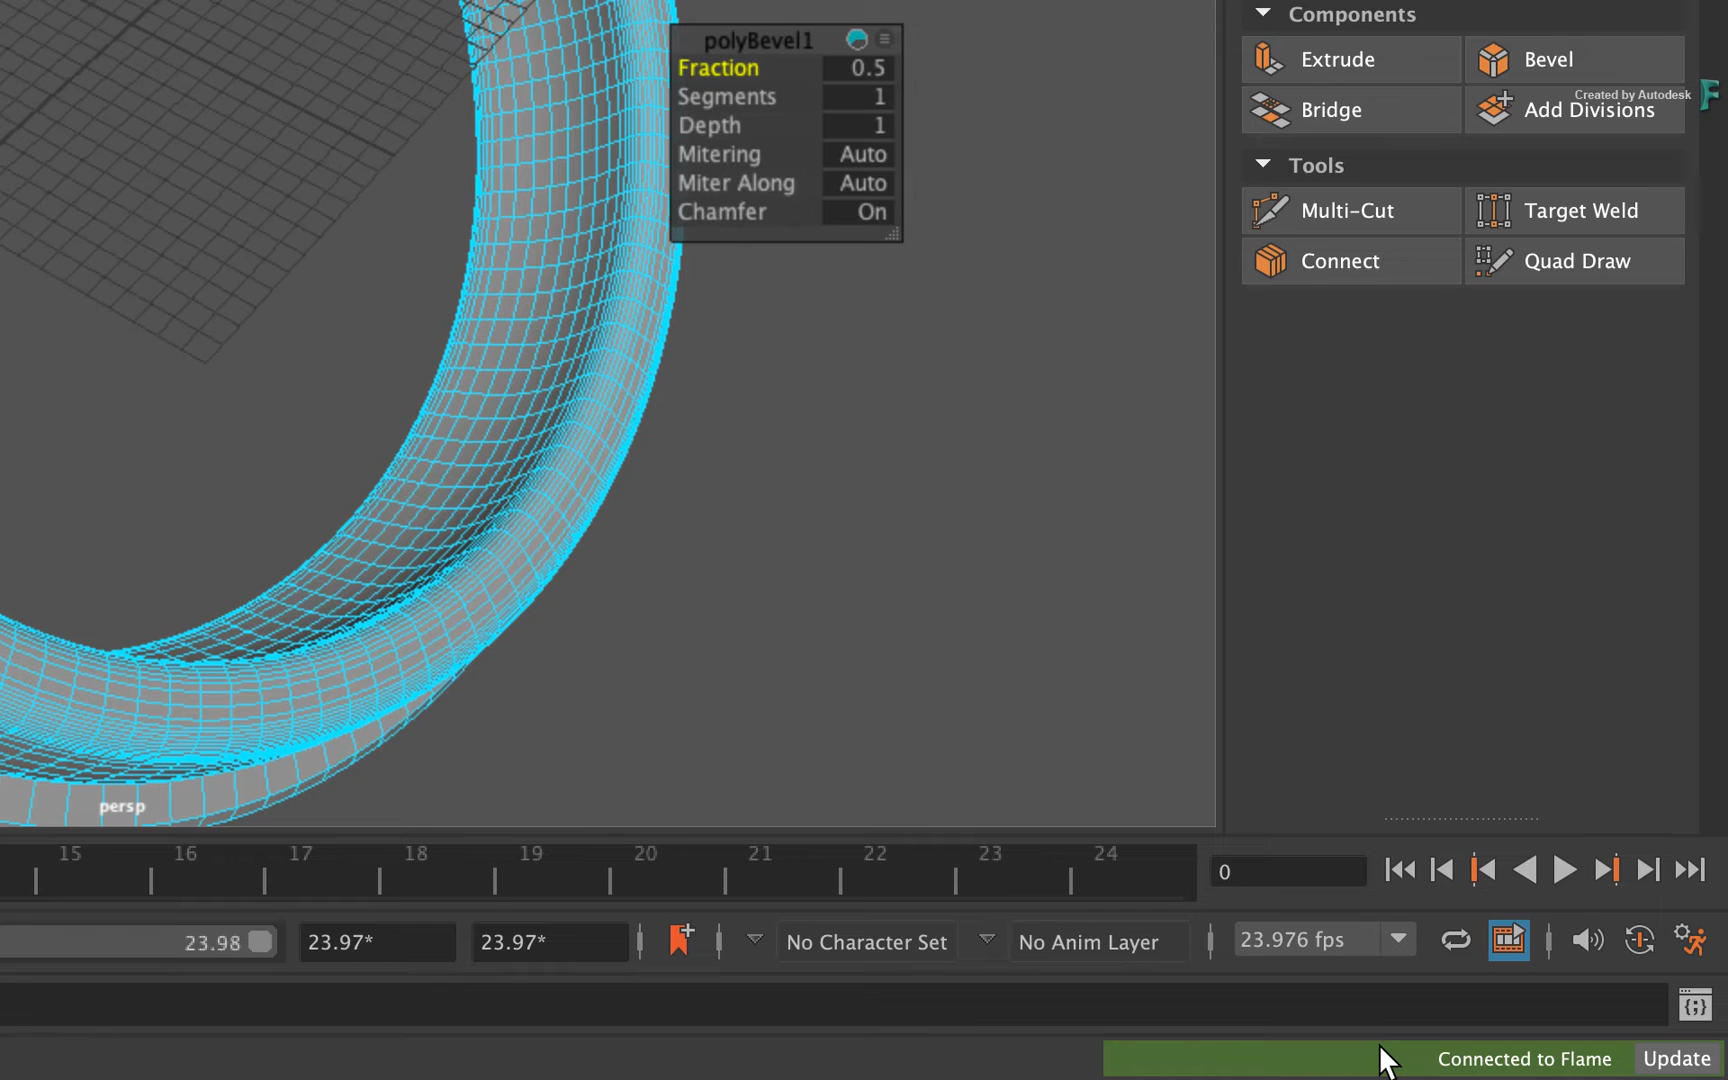 Components
Extrude
Bevel
Created by Autodesk
Bridge
Add Divisions
Tools
Multi-Cut
Target Weld
Connect
Quad Draw
polyBevel1
Fraction 0.5
Segments 1
Depth 1
Mitering Auto
Miter Along Auto
Chamfer On
persp
15 16 17 18 19 20 21 22 23 24
0
23.98
23.97*
23.97*
No Character Set
No Anim Layer
23.976 fps
Connected to Flame
Update